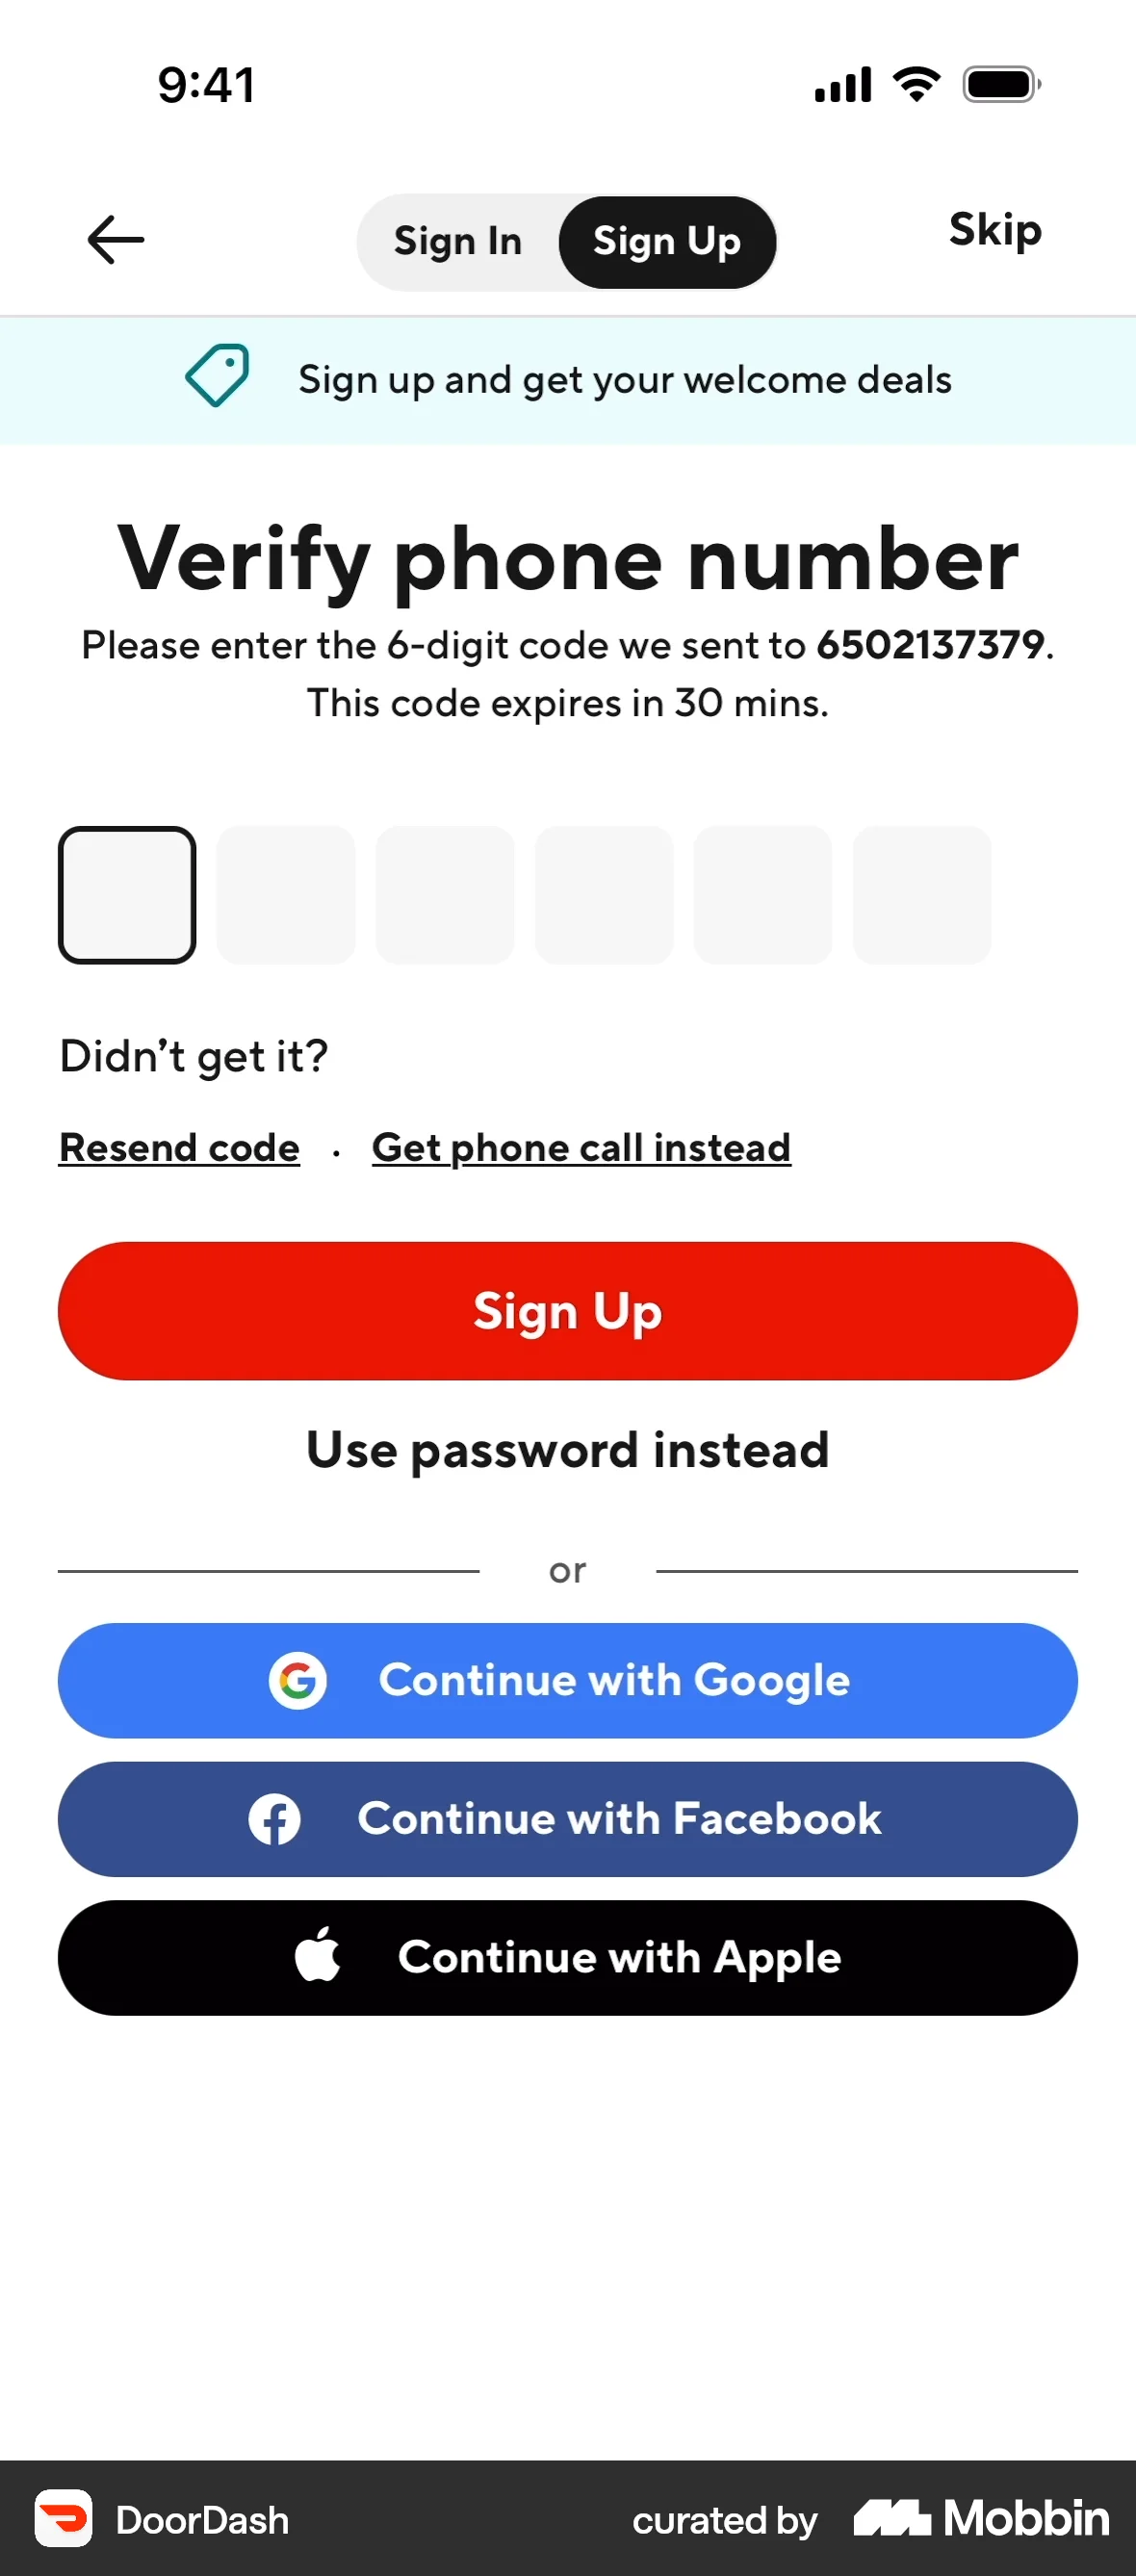 9:41
Sign In
Sign Up
Skip
Sign up and get your welcome deals
Verify phone number
Please enter the 6-digit code we sent to 6502137379.
This code expires in 30 mins.
Didn’t get it?
Resend code · Get phone call instead
Sign Up
Use password instead
or
Continue with Google
Continue with Facebook
Continue with Apple
DoorDash
curated by Mobbin